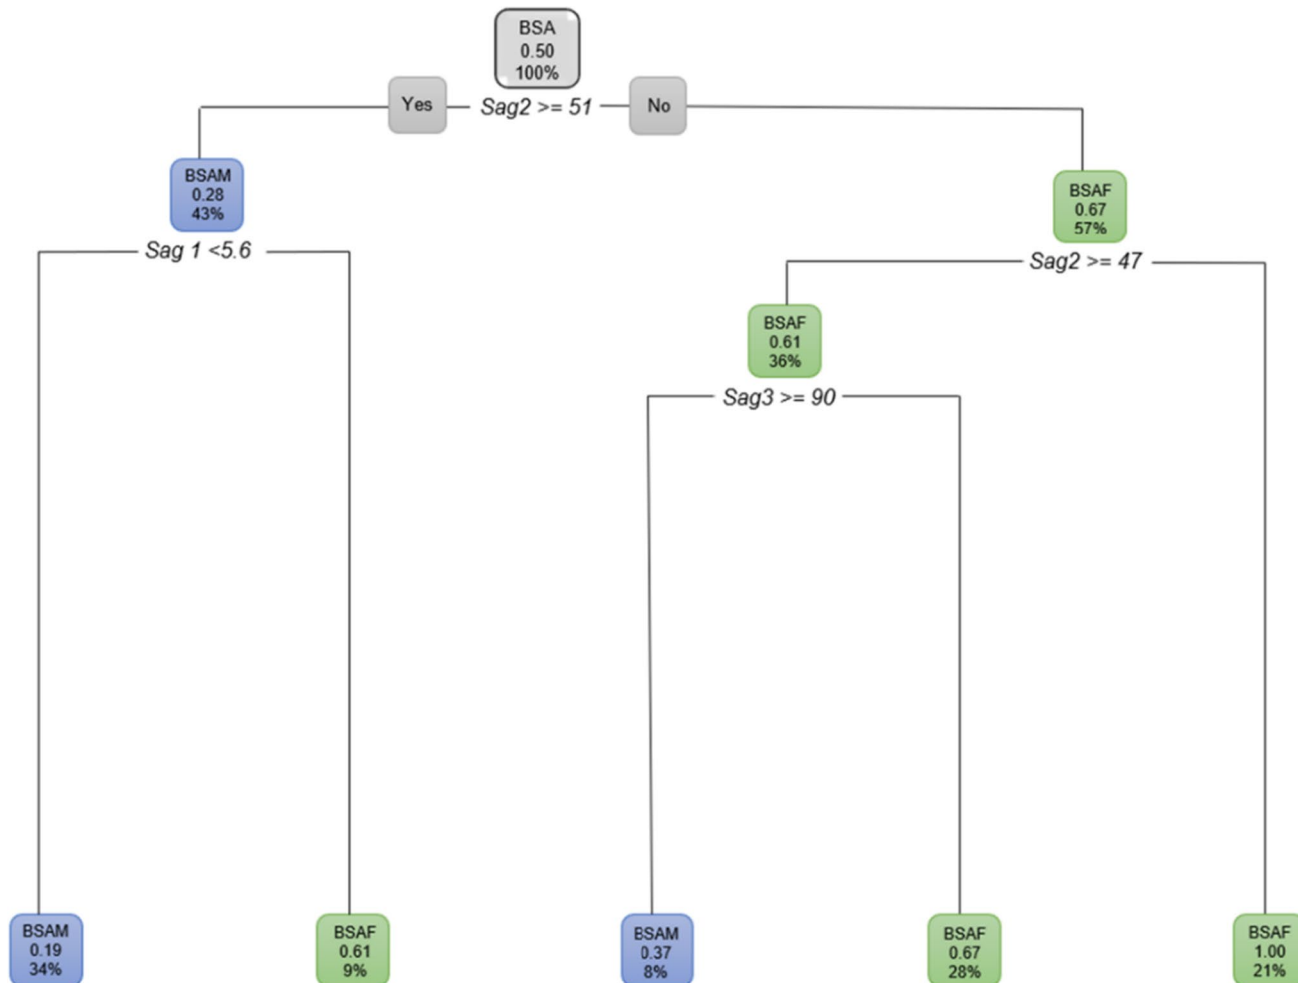 BSA
0.50
100%
Yes
Sag2 >= 51
No
BSAM
0.28
43%
Sag 1 <5.6
BSAF
0.67
57%
Sag2 >= 47
BSAF
0.61
36%
Sag3 >= 90
BSAM
0.19
34%
BSAF
0.61
9%
BSAM
0.37
8%
BSAF
0.67
28%
BSAF
1.00
21%